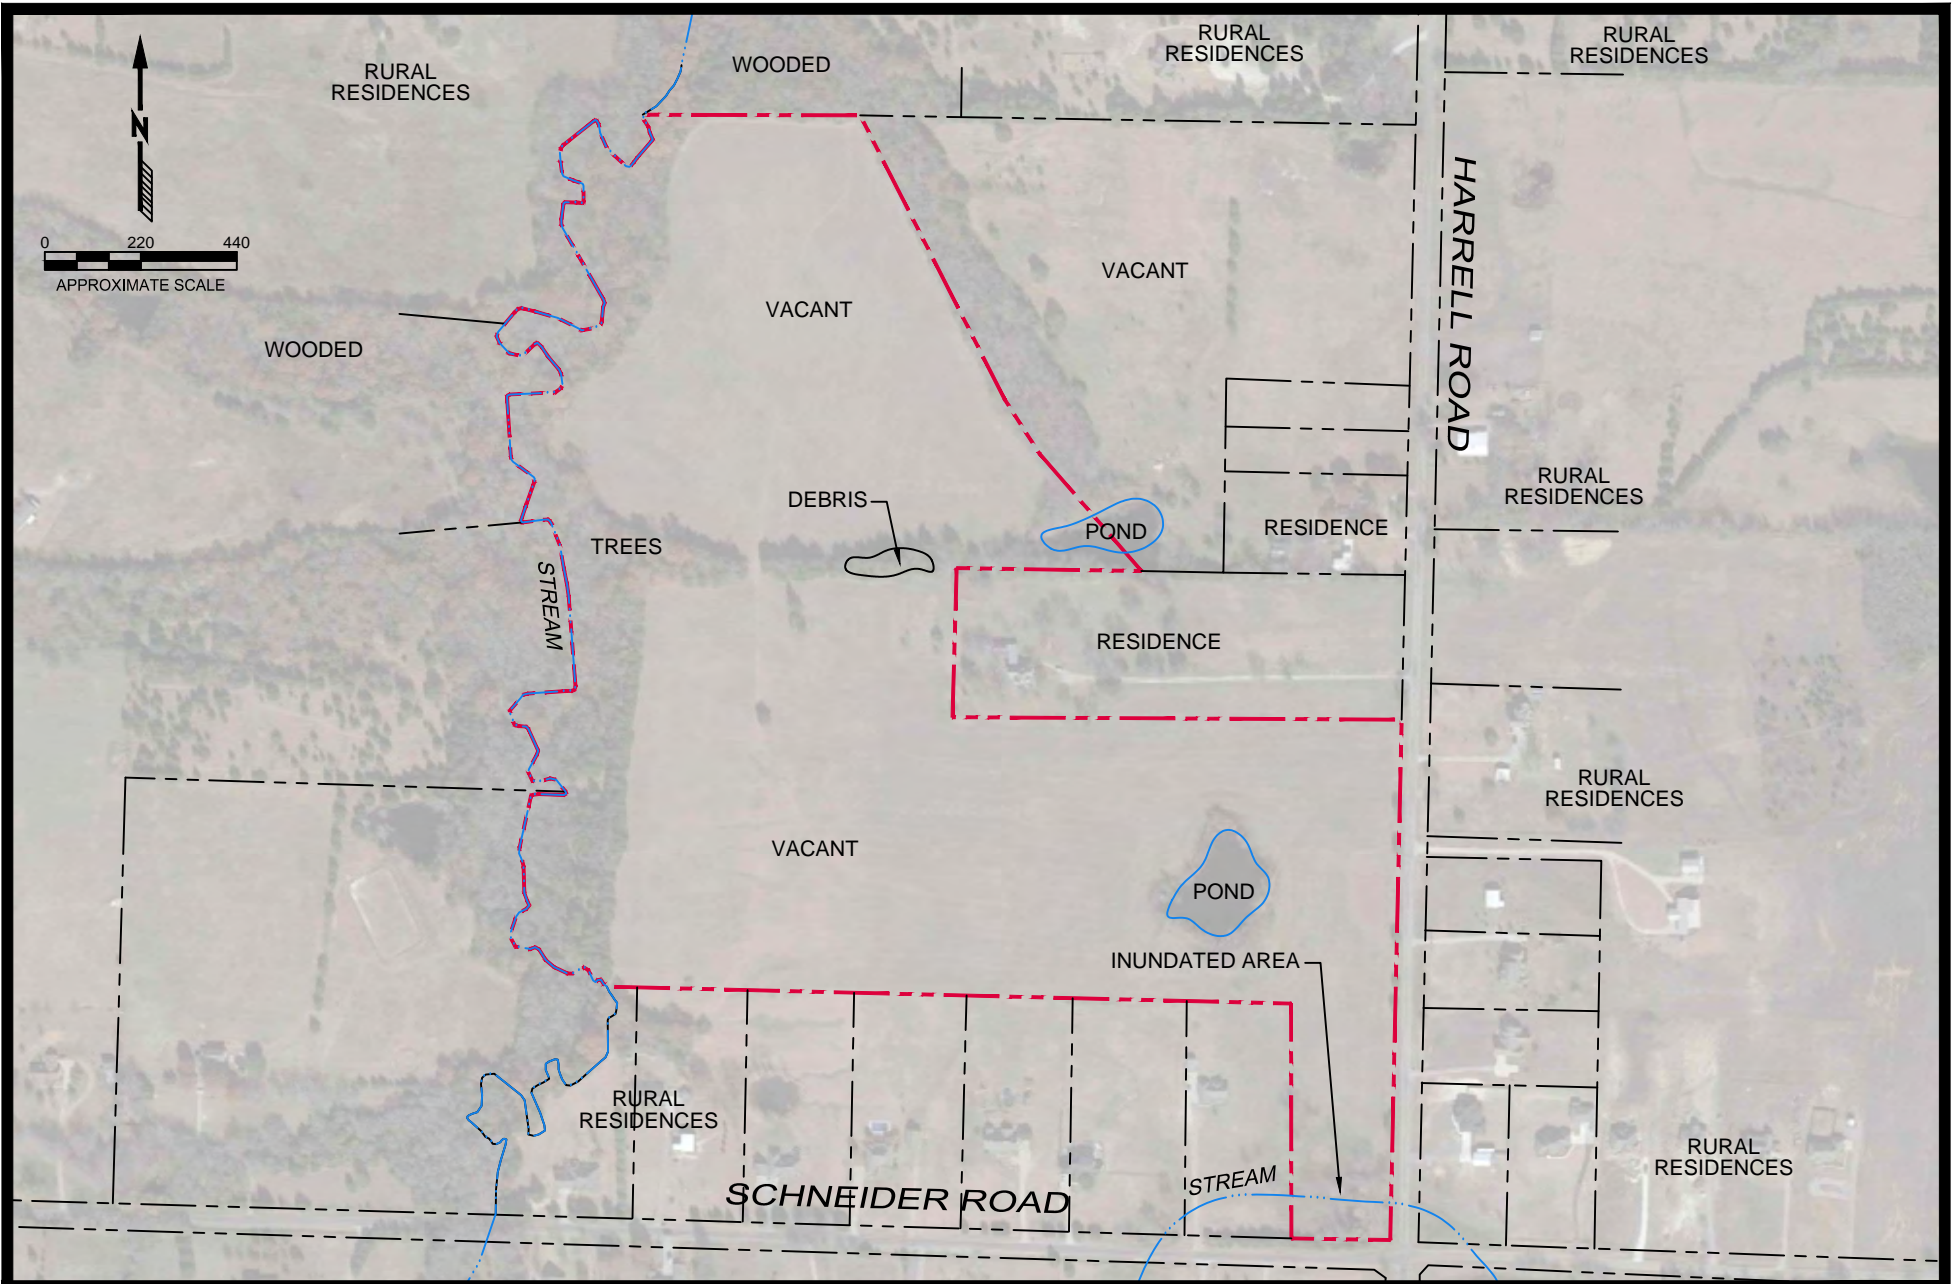 RURAL
RESIDENCES
WOODED
RURAL
RESIDENCES
RURAL
RESIDENCES
N
0 220 440
APPROXIMATE SCALE
HARRELL ROAD
VACANT
VACANT
WOODED
DEBRIS
POND
RESIDENCE
RURAL
RESIDENCES
TREES
STREAM
RESIDENCE
RURAL
RESIDENCES
VACANT
POND
INUNDATED AREA
RURAL
RESIDENCES
STREAM
SCHNEIDER ROAD
RURAL
RESIDENCES